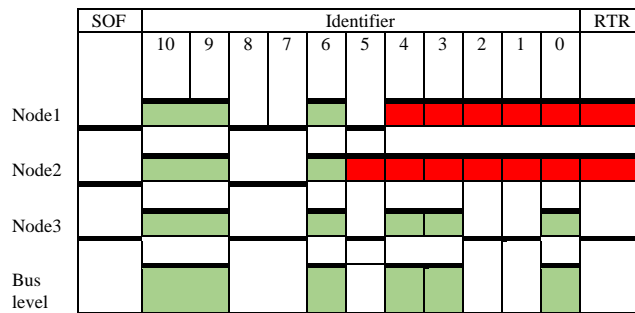 SOF Identifier RTR
10 9 8 7 6 5 4 3 2 1 0
Node1
Node2
Node3
Bus
level